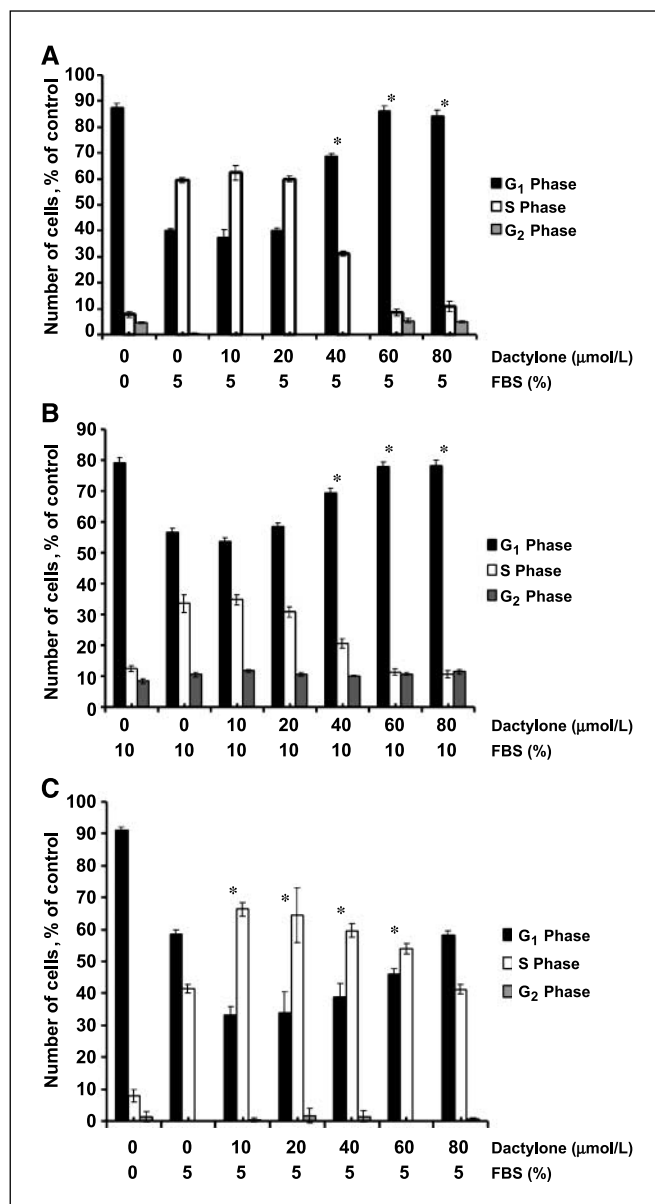 A
Number of cells, % of control
100
90
80
70
60
50
40
30
20
10
0
G1 Phase
S Phase
G2 Phase
0 0 10 20 40 60 80 Dactylone (μmol/L)
0 5 5 5 5 5 5 FBS (%)
* * *
B
Number of cells, % of control
90
80
70
60
50
40
30
20
10
0
G1 Phase
S Phase
G2 Phase
0 0 10 20 40 60 80 Dactylone (μmol/L)
10 10 10 10 10 10 10 FBS (%)
* * *
C
Number of cells, % of control
100
90
80
70
60
50
40
30
20
10
0
G1 Phase
S Phase
G2 Phase
0 0 10 20 40 60 80 Dactylone (μmol/L)
0 5 5 5 5 5 5 FBS (%)
* * * *